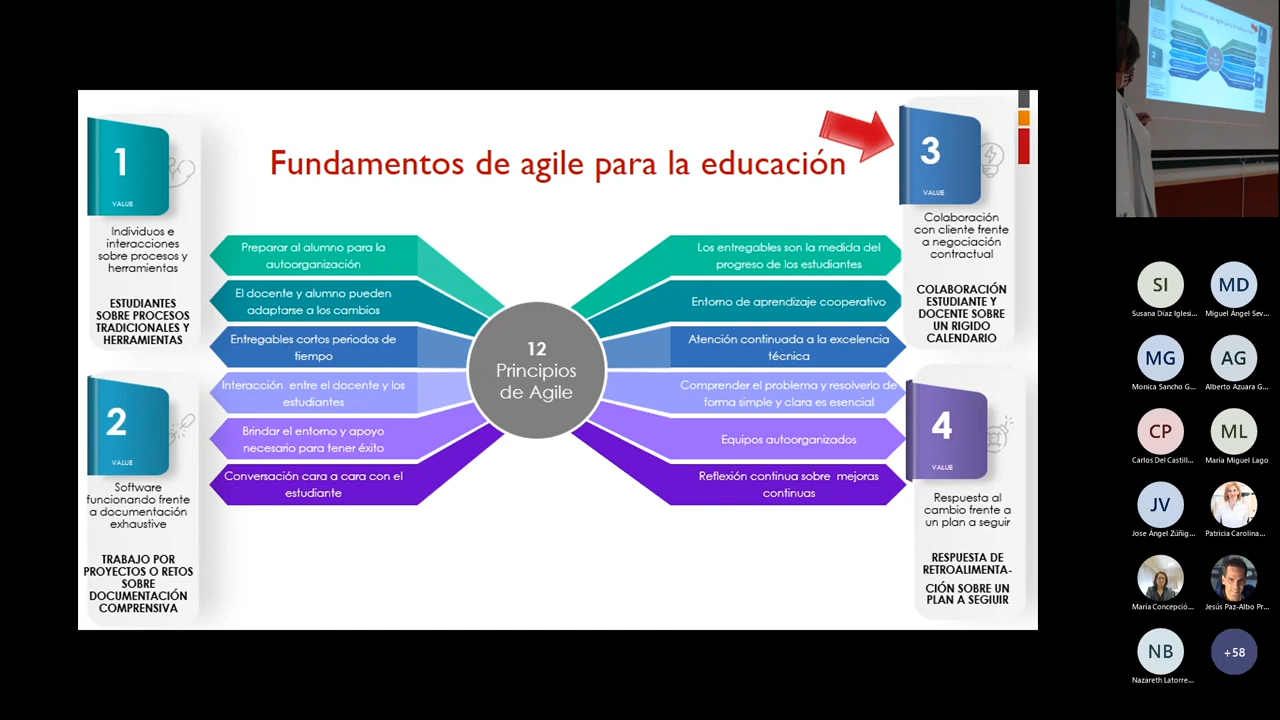 Fundamentos de agile para la educación
1
VALUE
Individuos e
interacciones
sobre procesos y
herramientas
ESTUDIANTES
SOBRE PROCESOS
TRADICIONALES Y
HERRAMIENTAS
2
VALUE
Software
funcionando frente
a documentación
exhaustive
TRABAJO POR
PROYECTOS O RETOS
SOBRE
DOCUMENTACIÓN
COMPRENSIVA
Preparar al alumno para la
autoorganización
El docente y alumno pueden
adaptarse a los cambios
Entregables cortos periodos de
tiempo
Interacción entre el docente y los
estudiantes
Brindar el entorno y apoyo
necesario para tener éxito
Conversación cara a cara con el
estudiante
12
Principios
de Agile
Los entregables son la medida del
progreso de los estudiantes
Entorno de aprendizaje cooperativo
Atención continuada a la excelencia
técnica
Comprender el problema y resolverlo de
forma simple y clara es esencial
Equipos autoorganizados
Reflexión continua sobre mejoras
continuas
3
VALUE
Colaboración
con cliente frente
a negociación
contractual
COLABORACIÓN
ESTUDIANTE Y
DOCENTE SOBRE
UN RIGIDO
CALENDARIO
4
VALUE
Respuesta al
cambio frente a
un plan a seguir
RESPUESTA DE
RETROALIMENTA-
CIÓN SOBRE UN
PLAN A SEGIUIR
SI
Susana Díaz Iglesi...
MD
Miguel Ángel Sev...
MG
Monica Sancho G...
AG
Alberto Azuara G...
CP
Carlos Del Castill...
ML
María Miguel Lago
JV
Jose Ángel Zúñig...
Patricia Carolina...
María Concepció...
Jesús Paz-Albo Pr...
NB
Nazareth Latorre...
+58